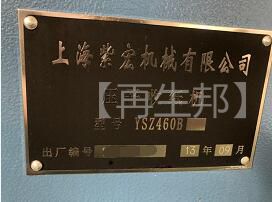 上海紫宏机械有限公司
【再生邦】
型号 YSZ460B
出厂编号 13 年 09 月